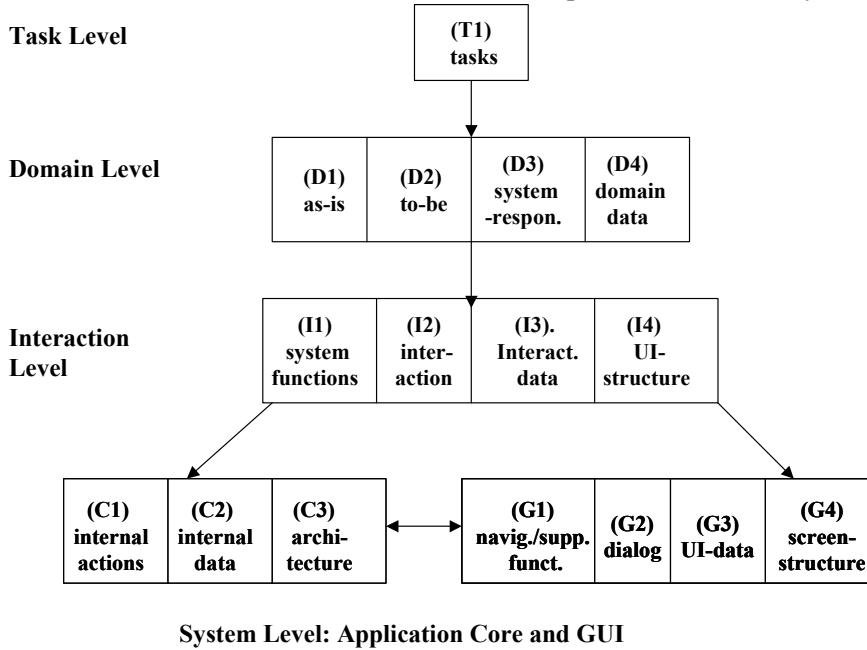 Task Level
(T1)
tasks
Domain Level
(D1)
as-is
(D2)
to-be
(D3)
system
-respon.
(D4)
domain
data
Interaction
Level
(I1)
system
functions
(I2)
inter-
action
(I3).
Interact.
data
(I4)
UI-
structure
(C1)
internal
actions
(C2)
internal
data
(C3)
archi-
tecture
(G1)
navig./supp.
funct.
(G2)
dialog
(G3)
UI-data
(G4)
screen-
structure
System Level: Application Core and GUI